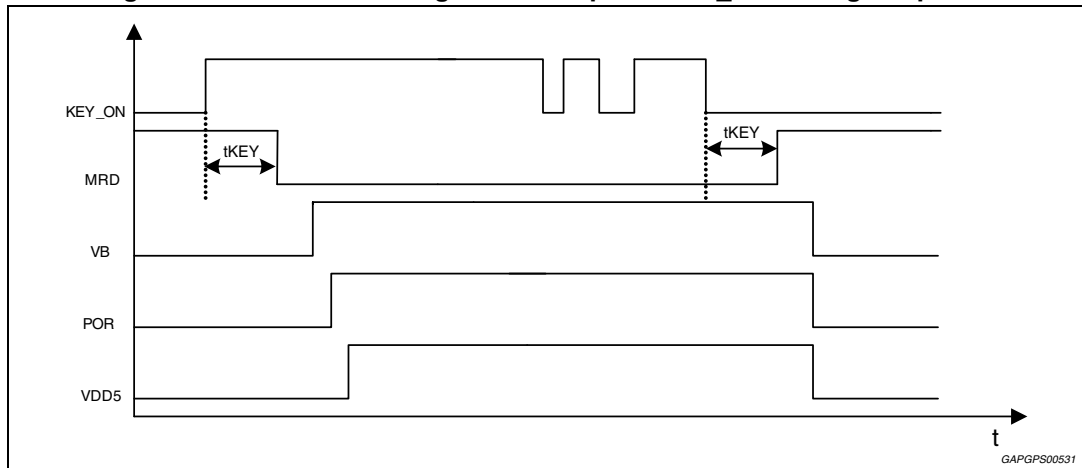 KEY_ON
tKEY
tKEY
MRD
VB
POR
VDD5
t
GAPGPS00531